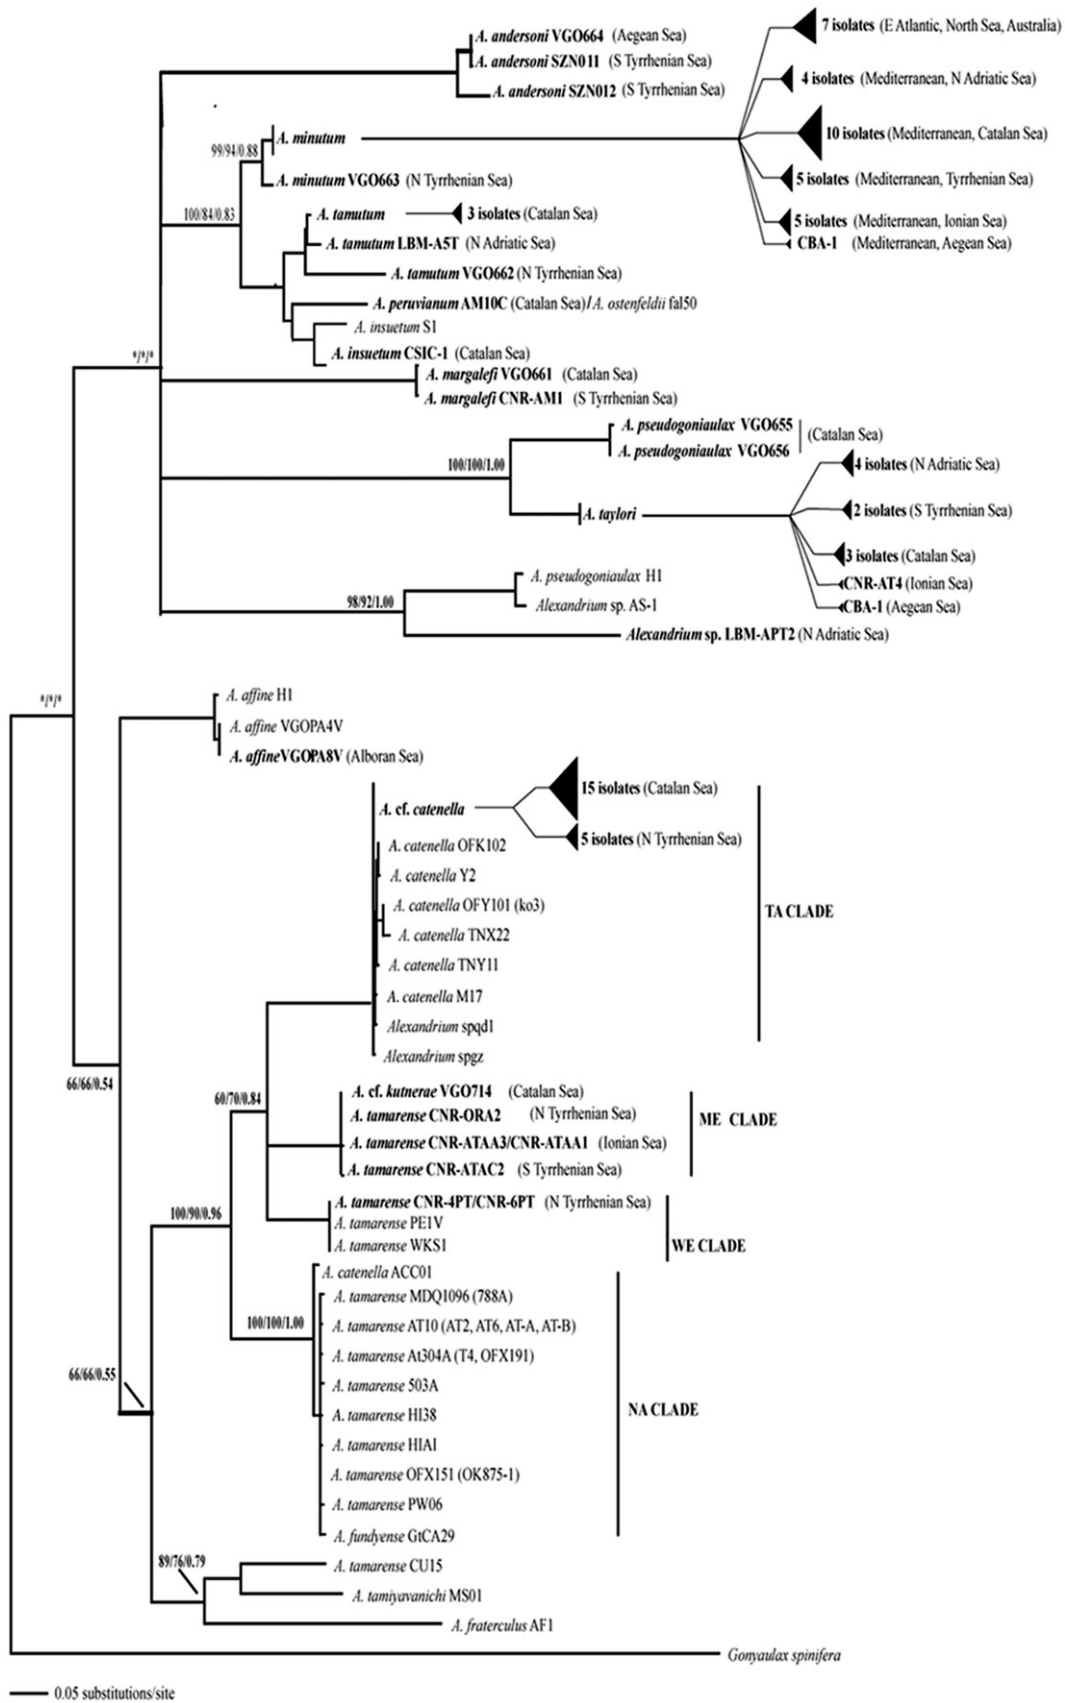 A. andersoni VGO664 (Aegean Sea)
A. andersoni SZN011 (S Tyrrhenian Sea)
A. andersoni SZN012 (S Tyrrhenian Sea)
7 isolates (E Atlantic, North Sea, Australia)
4 isolates (Mediterranean, N Adriatic Sea)
10 isolates (Mediterranean, Catalan Sea)
5 isolates (Mediterranean, Tyrrhenian Sea)
5 isolates (Mediterranean, Ionian Sea)
CBA-1 (Mediterranean, Aegean Sea)
99/94/0.88
A. minutum
A. minutum VGO663 (N Tyrrhenian Sea)
100/84/0.83
A. tamutum
3 isolates (Catalan Sea)
A. tamutum LBM-A5T (N Adriatic Sea)
A. tamutum VGO662 (N Tyrrhenian Sea)
A. peruvianum AM10C (Catalan Sea)/A. ostenfeldii fal50
A. insuetum S1
A. insuetum CSIC-1 (Catalan Sea)
*/*/*
A. margalefi VGO661 (Catalan Sea)
A. margalefi CNR-AM1 (S Tyrrhenian Sea)
A. pseudogoniaulax VGO655
A. pseudogoniaulax VGO656
(Catalan Sea)
100/100/1.00
A. taylori
4 isolates (N Adriatic Sea)
2 isolates (S Tyrrhenian Sea)
3 isolates (Catalan Sea)
CNR-AT4 (Ionian Sea)
CBA-1 (Aegean Sea)
A. pseudogoniaulax H1
98/92/1.00
Alexandrium sp. AS-1
Alexandrium sp. LBM-APT2 (N Adriatic Sea)
*/*/*
A. affine H1
A. affine VGOPA4V
A. affineVGOPA8V (Alboran Sea)
A. cf. catenella
15 isolates (Catalan Sea)
5 isolates (N Tyrrhenian Sea)
A. catenella OFK102
A. catenella Y2
A. catenella OFY101 (ko3)
TA CLADE
A. catenella TNX22
A. catenella TNY11
A. catenella M17
Alexandrium spqd1
Alexandrium spgz
66/66/0.54
60/70/0.84
A. cf. kutnerae VGO714 (Catalan Sea)
A. tamarense CNR-ORA2 (N Tyrrhenian Sea)
ME CLADE
A. tamarense CNR-ATAA3/CNR-ATAA1 (Ionian Sea)
A. tamarense CNR-ATAC2 (S Tyrrhenian Sea)
A. tamarense CNR-4PT/CNR-6PT (N Tyrrhenian Sea)
100/90/0.96
A. tamarense PE1V
A. tamarense WKS1
WE CLADE
A. catenella ACC01
A. tamarense MDQ1096 (788A)
100/100/1.00
A. tamarense AT10 (AT2, AT6, AT-A, AT-B)
A. tamarense At304A (T4, OFX191)
66/66/0.55
A. tamarense 503A
NA CLADE
A. tamarense HI38
A. tamarense HIAI
A. tamarense OFX151 (OK875-1)
A. tamarense PW06
A. fundyense GtCA29
89/76/0.79
A. tamarense CU15
A. tamiyavanichi MS01
A. fraterculus AF1
Gonyaulax spinifera
0.05 substitutions/site